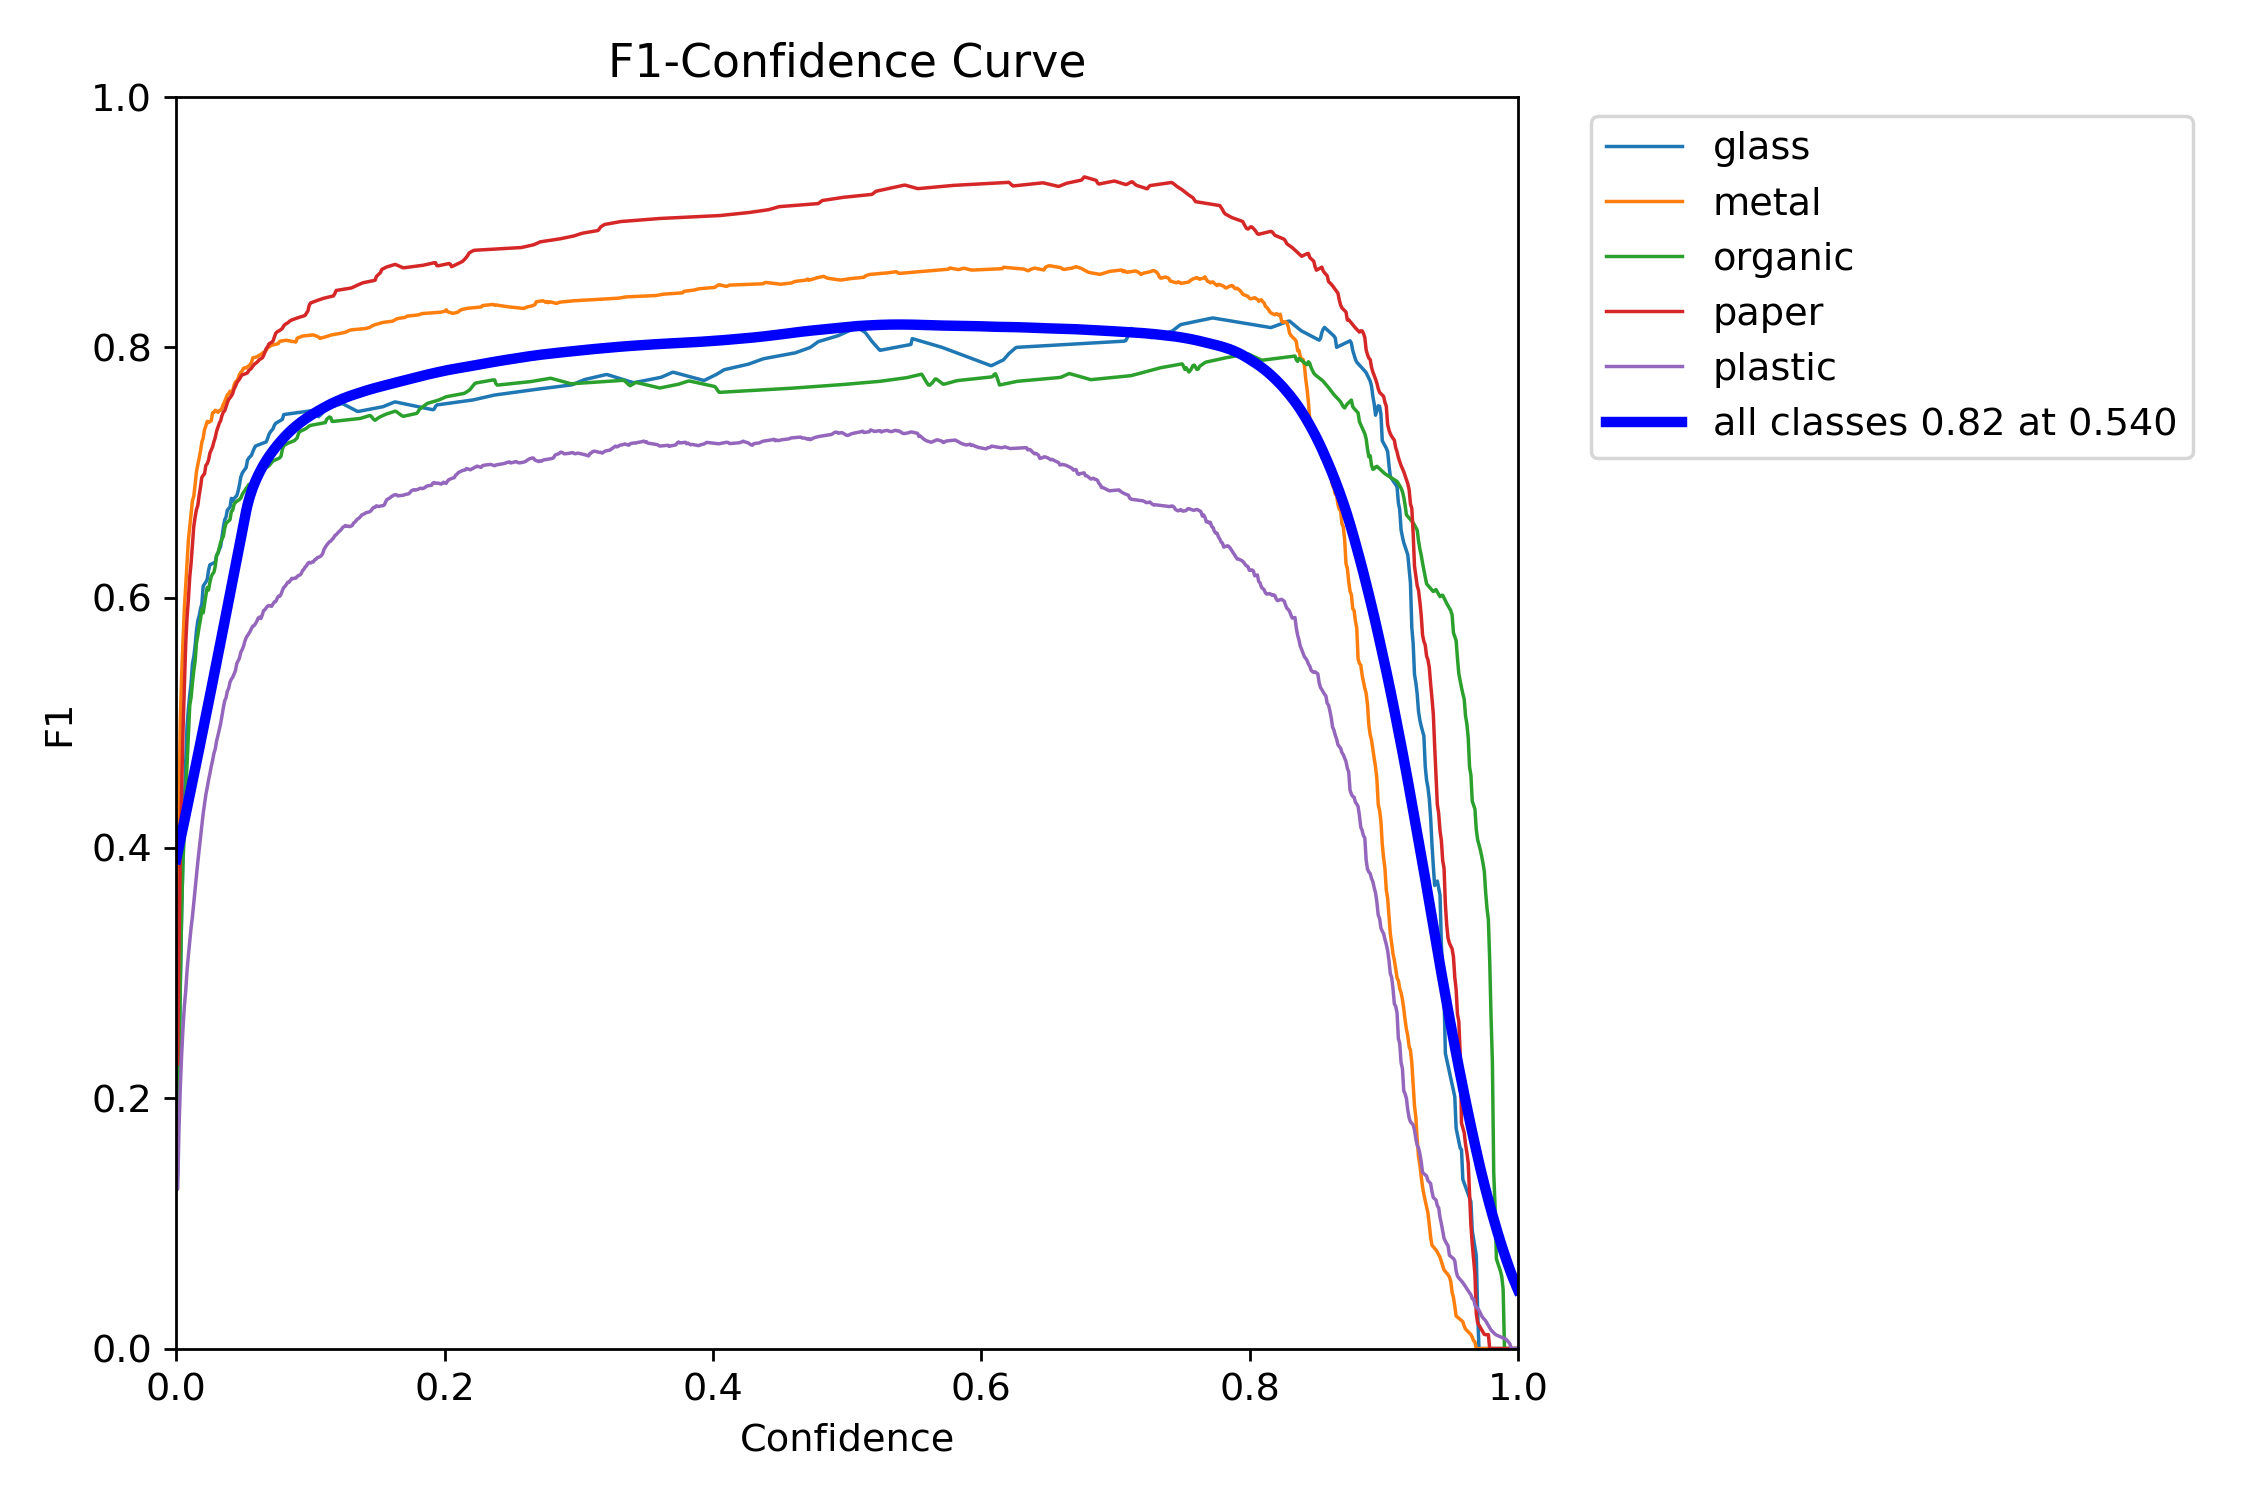 F1-Confidence Curve
1.0
0.8
0.6
0.4
0.2
0.0
F1
0.0 0.2 0.4 0.6 0.8 1.0
Confidence
glass
metal
organic
paper
plastic
all classes 0.82 at 0.540